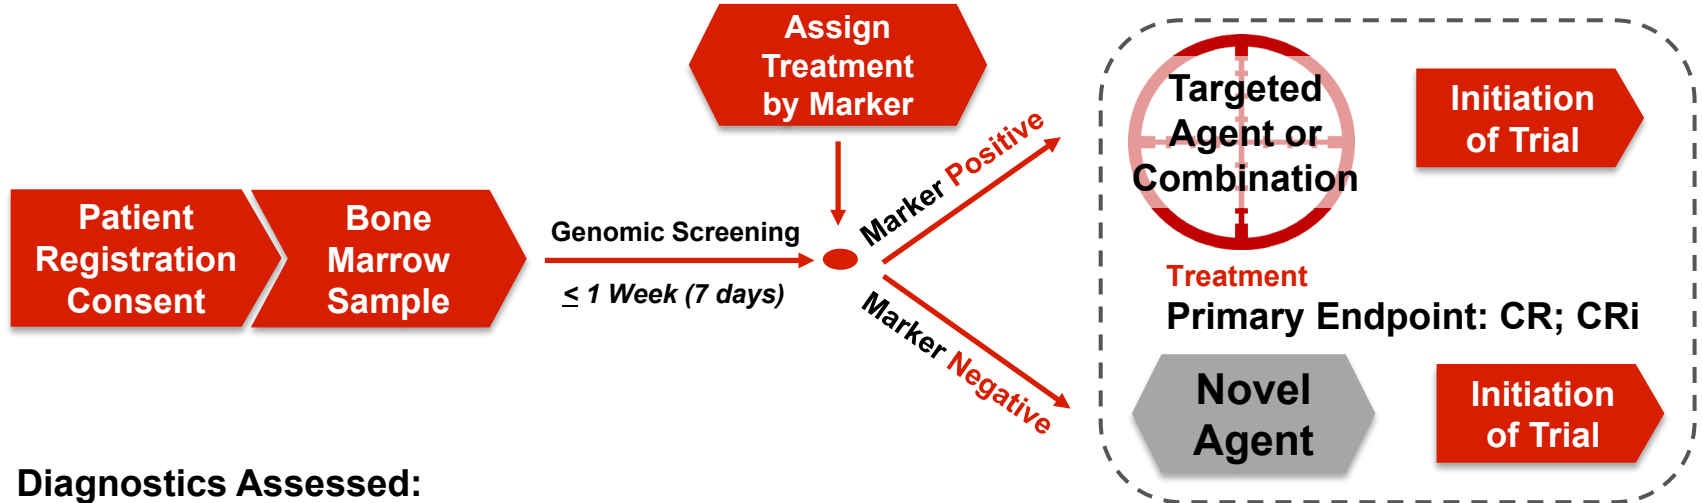 Assign
Treatment
by Marker
Patient
Registration
Consent
Bone
Marrow
Sample
Genomic Screening
≤ 1 Week (7 days)
Marker Positive
Marker Negative
Targeted
Agent or
Combination
Initiation
of Trial
Treatment
Primary Endpoint: CR; CRi
Novel
Agent
Initiation
of Trial
Diagnostics Assessed: